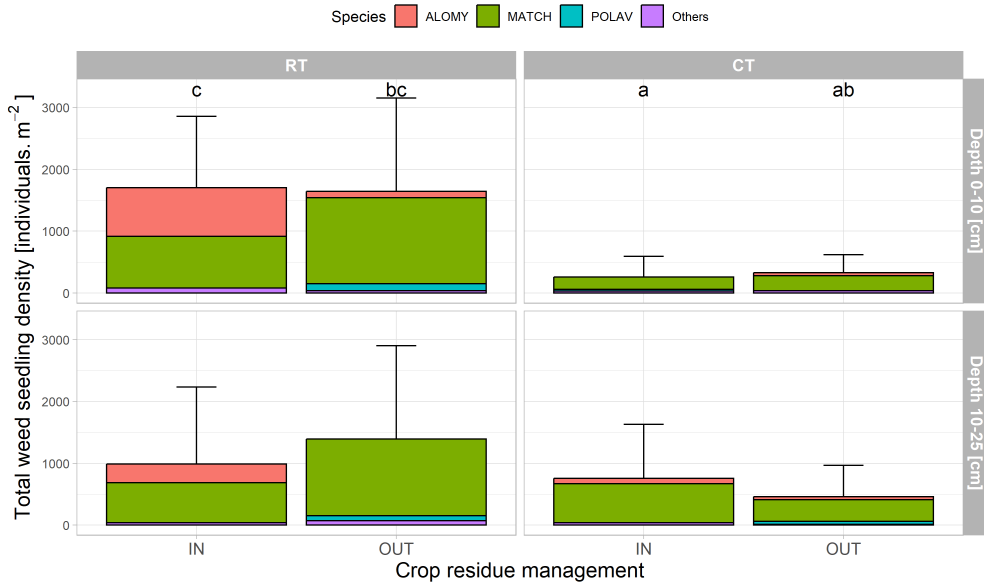 Species ALOMY MATCH POLAV Others
RT CT
c bc a ab
3000
2000
1000
0
Depth 0-10 [cm]
3000
2000
1000
0
Depth 10-25 [cm]
IN OUT IN OUT
Crop residue management
Total weed seedling density [individuals. m⁻²]